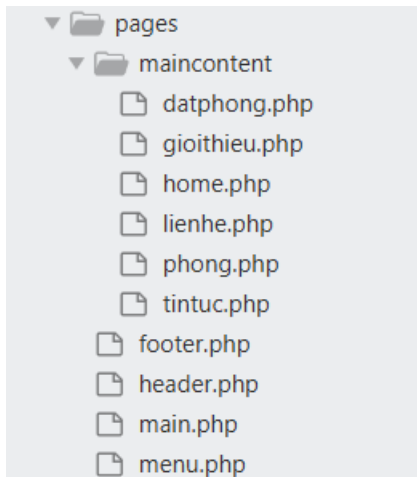 pages
maincontent
datphong.php
gioithieu.php
home.php
lienhe.php
phong.php
tintuc.php
footer.php
header.php
main.php
menu.php